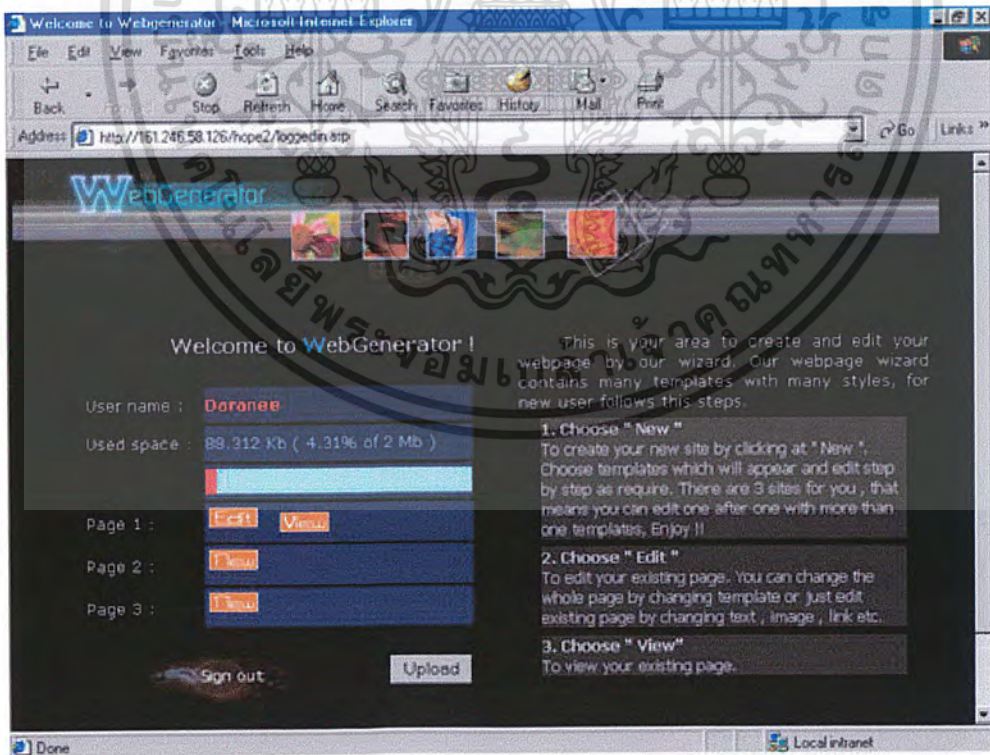 Welcome to Webgenerator - Microsoft Internet Explorer
File Edit View Favorites Tools Help
Back Stop Refresh Home Search Favorites History Mail Print
Address http://161.246.58.126/hope2/loggedin.asp Go Links »
WebGenerator
Welcome to WebGenerator !
User name : Daranee
Used space : 89.312 Kb ( 4.31% of 2 Mb )
Page 1 : Edit View
Page 2 : New
Page 3 : New
Sign out Upload
This is your area to create and edit your
webpage by our wizard. Our webpage wizard
contains many templates with many styles, for
new user follows this steps.
1. Choose " New "
To create your new site by clicking at " New ".
Choose templates which will appear and edit step
by step as require. There are 3 sites for you , that
means you can edit one after one with more than
one templates, Enjoy !!
2. Choose " Edit "
To edit your existing page. You can change the
whole page by changing template or just edit
existing page by changing text , image , link etc.
3. Choose " View"
To view your existing page.
Done Local intranet